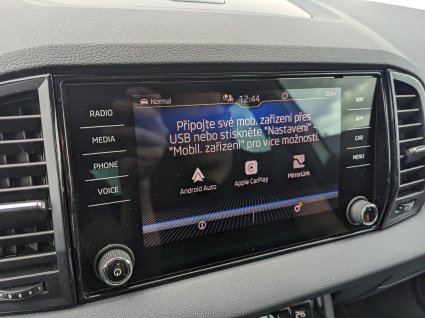 Normal
12:44
RADIO
MEDIA
PHONE
VOICE
Připojte své mob. zařízení přes
USB nebo stiskněte "Nastavení";
"Mobil. zařízení" pro více možností.
Android Auto
Apple CarPlay
MirrorLink
NAV
APP
CAR
MENU